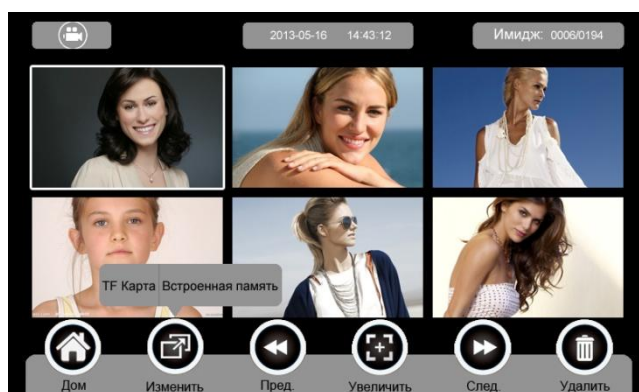 2013-05-16 14:43:12
Имидж: 0006/0194
TF Карта Встроенная память
Дом Изменить Пред. Увеличить След. Удалить